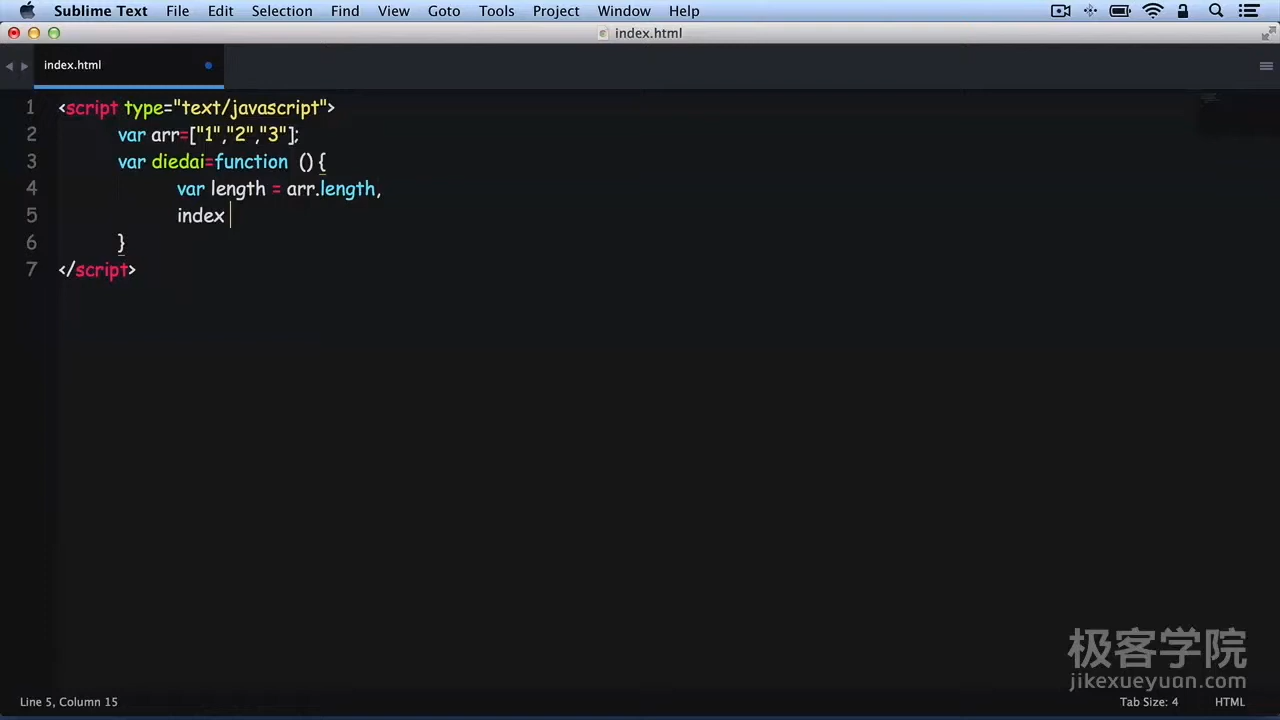 Sublime Text File Edit Selection Find View Goto Tools Project Window Help
index.html
index.html
1 <script type="text/javascript">
2 var arr=["1","2","3"];
3 var diedai=function () {
4 var length = arr.length,
5 index
6 }
7 </script>
极客学院
jikexueyuan.com
Line 5, Column 15 Tab Size: 4 HTML